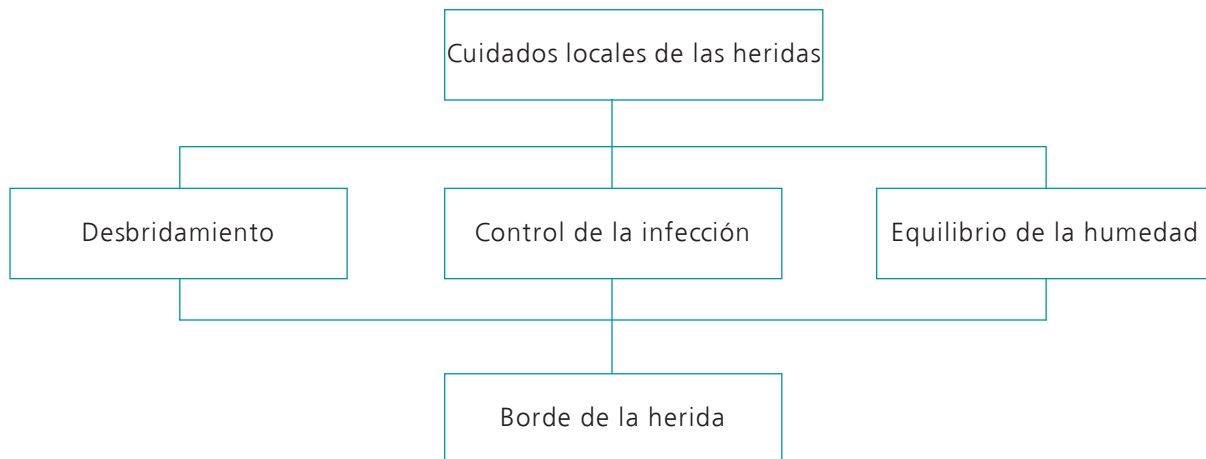 Cuidados locales de las heridas
Desbridamiento
Control de la infección
Equilibrio de la humedad
Borde de la herida